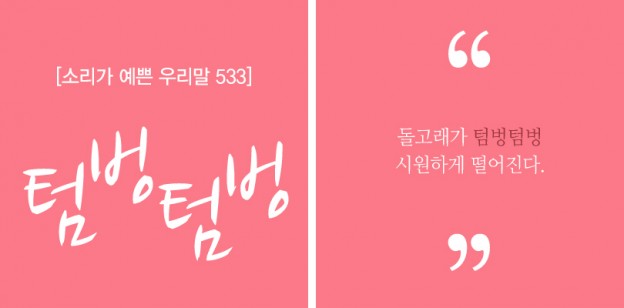 [소리가 예쁜 우리말 533]
텀벙텀벙
“
돌고래가 텀벙텀벙
시원하게 떨어진다.
”